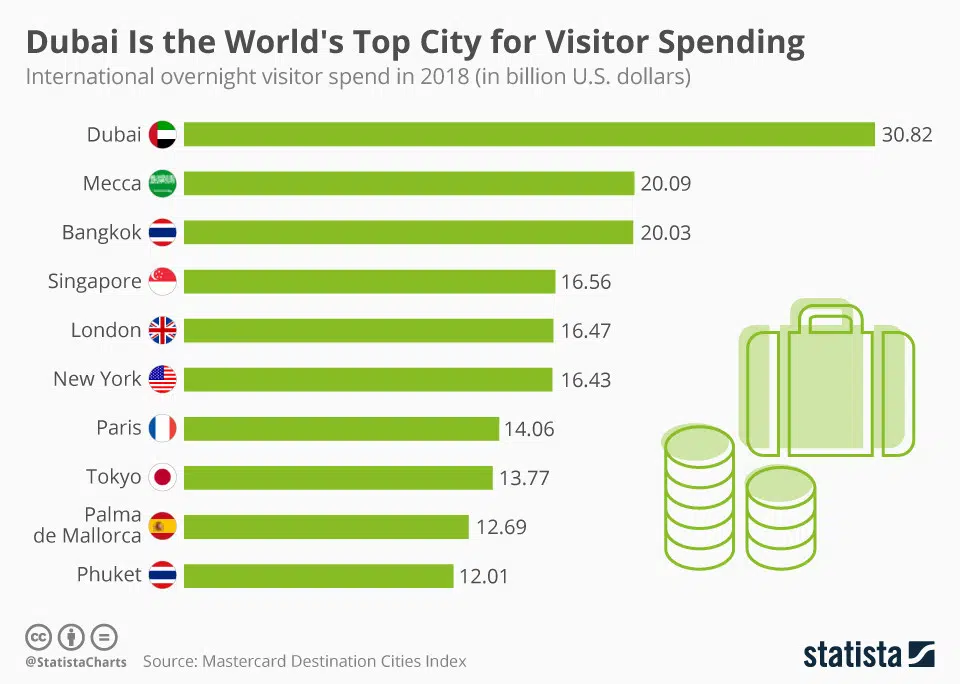 Dubai Is the World's Top City for Visitor Spending
International overnight visitor spend in 2018 (in billion U.S. dollars)
Dubai 30.82
Mecca 20.09
Bangkok 20.03
Singapore 16.56
London 16.47
New York 16.43
Paris 14.06
Tokyo 13.77
Palma
de Mallorca 12.69
Phuket 12.01
cc
@StatistaCharts Source: Mastercard Destination Cities Index
statista